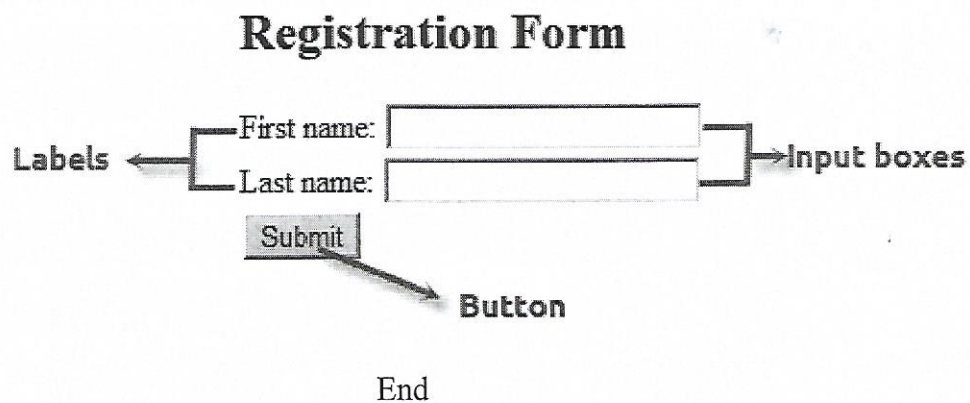 Registration Form
First name:
Labels
Input boxes
Last name:
Submit
Button
End